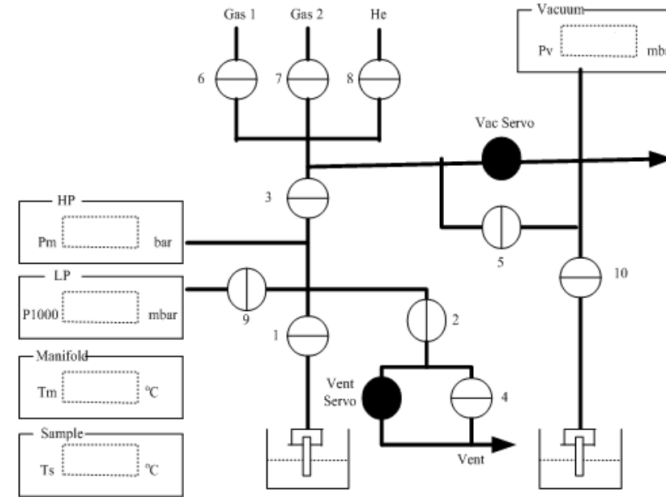 Gas 1
Gas 2
He
Vacuum
Pv
mba
6
7
8
Vac Servo
3
HP
Pm
bar
5
10
LP
P1000
mbar
9
1
2
Manifold
Tm
°C
Vent
Servo
4
Sample
Ts
°C
Vent